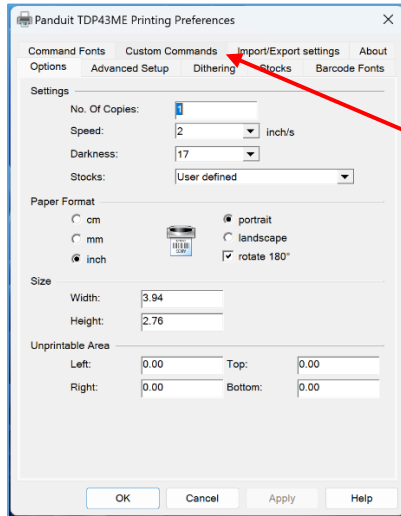 Panduit TDP43ME Printing Preferences
Command Fonts Custom Commands Import/Export settings About
Options Advanced Setup Dithering Stocks Barcode Fonts
Settings
No. Of Copies: 1
Speed: 2 inch/s
Darkness: 17
Stocks: User defined
Paper Format
cm portrait
mm landscape
inch rotate 180°
Size
Width: 3.94
Height: 2.76
Unprintable Area
Left: 0.00 Top: 0.00
Right: 0.00 Bottom: 0.00
OK Cancel Apply Help